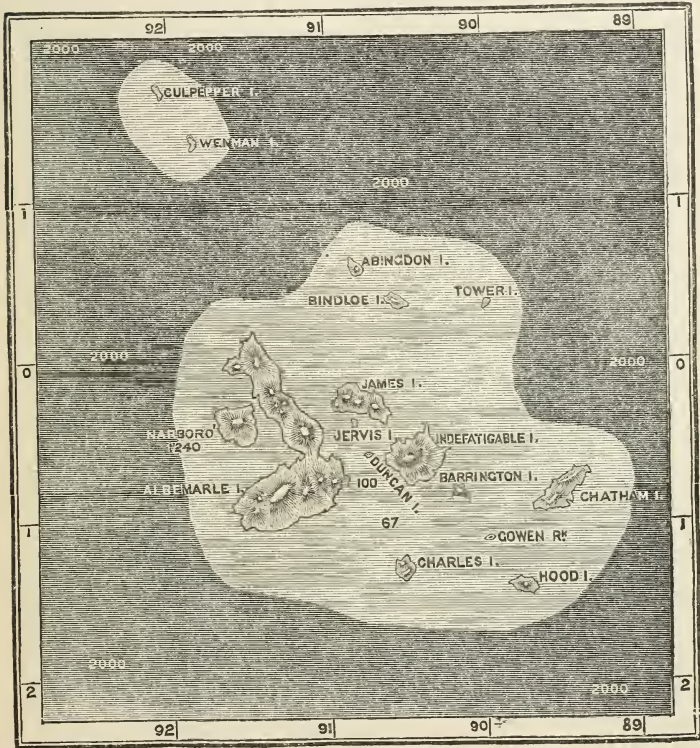 92 91 90 89
2000 2000
CULPEPPER I.
WENMAN I.
2000
1 1
ABINGDON I.
BINDLOE I. TOWER I.
2000 2000
0 0
JAMES I.
NARBORO'
1240
JERVIS I. INDEFATIGABLE I.
DUNCAN I.
ALBEMARLE I. 100 BARRINGTON I.
CHATHAM I.
67
1 1
GOWEN RK.
CHARLES I.
HOOD I.
2000 2000
2 2
92 91 90 89